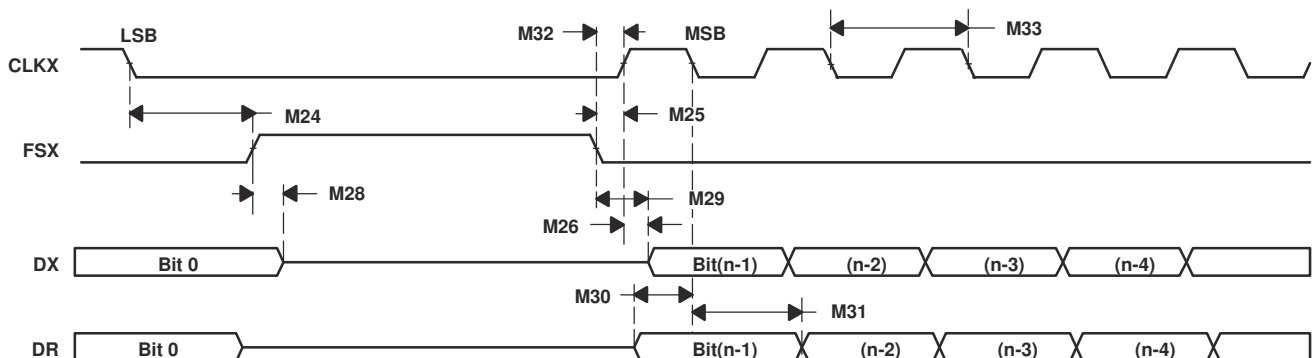 LSB
M32
MSB
M33
CLKX
M24
M25
FSX
M28
M29
M26
DX
Bit 0
Bit(n-1)
(n-2)
(n-3)
(n-4)
M30
M31
DR
Bit 0
Bit(n-1)
(n-2)
(n-3)
(n-4)